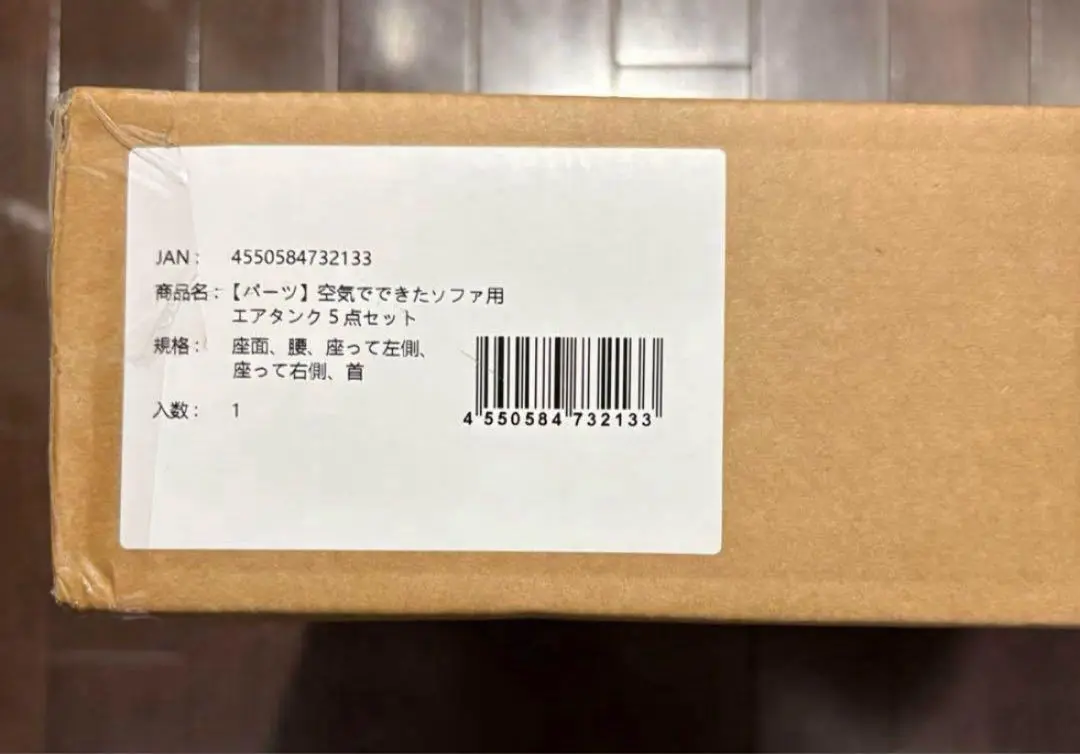 JAN： 4550584732133
商品名：【パーツ】空気でできたソファ用
エアタンク５点セット
規格： 座面、腰、座って左側、
座って右側、首
入数： 1
4 550584 732133